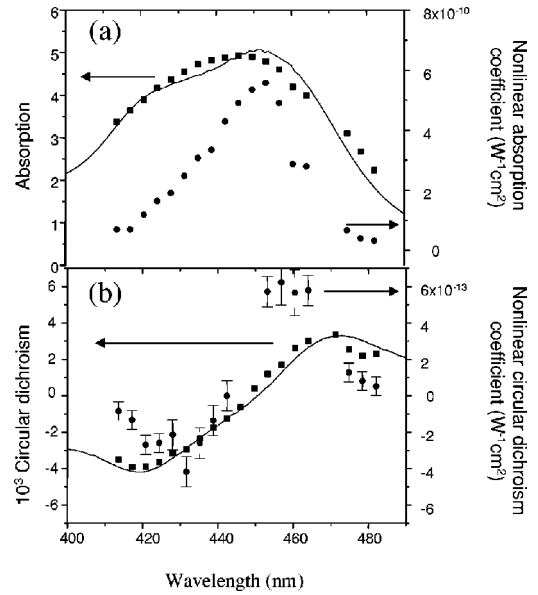 (a)
Absorption
6
5
4
3
2
1
0
8x10-10
6
4
2
0
Nonlinear absorption
coefficient (W-1cm2)
(b)
10³ Circular dichroism
6
4
2
0
-2
-4
-6
6x10-13
4
2
0
-2
-4
-6
Nonlinear circular dichroism
coefficient (W-1cm2)
400
420
440
460
480
Wavelength (nm)